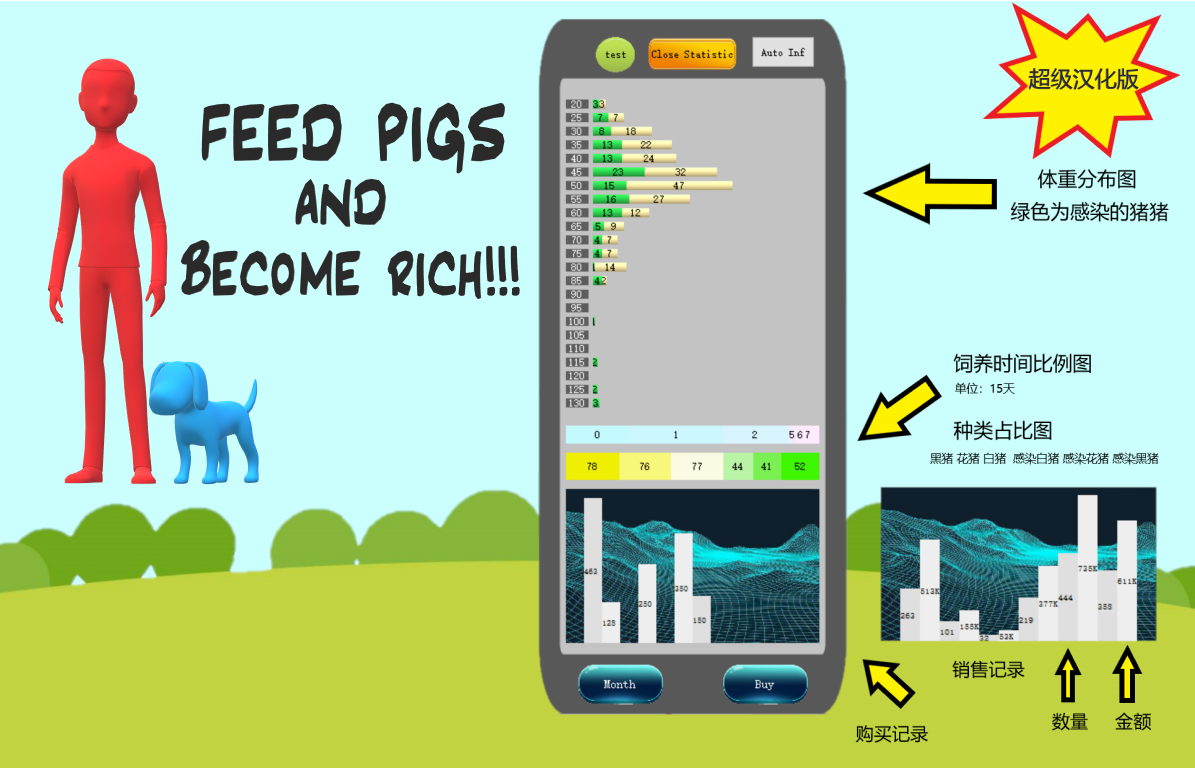 FEED PIGS
AND
BECOME RICH!!!
test
Close Statistic
Auto Inf
超级汉化版
20 3 3
25 7 7
30 8 18
35 13 22
40 13 24
45 23 32
50 15 47
55 16 27
60 13 12
65 5 9
70 4 7
75 4 7
80 14
85 4 2
90
95
100 1
105
110
115 2
120
125 2
130 3
体重分布图
绿色为感染的猪猪
0 1 2 5 6 7
78 76 77 44 41 52
饲养时间比例图
单位：15天
种类占比图
黑猪 花猪 白猪 感染白猪 感染花猪 感染黑猪
463 128 250 350 150
263 513K 101 155K 32 53K 219 377K 444 735K 355 611K
Month
Buy
购买记录
销售记录
数量
金额